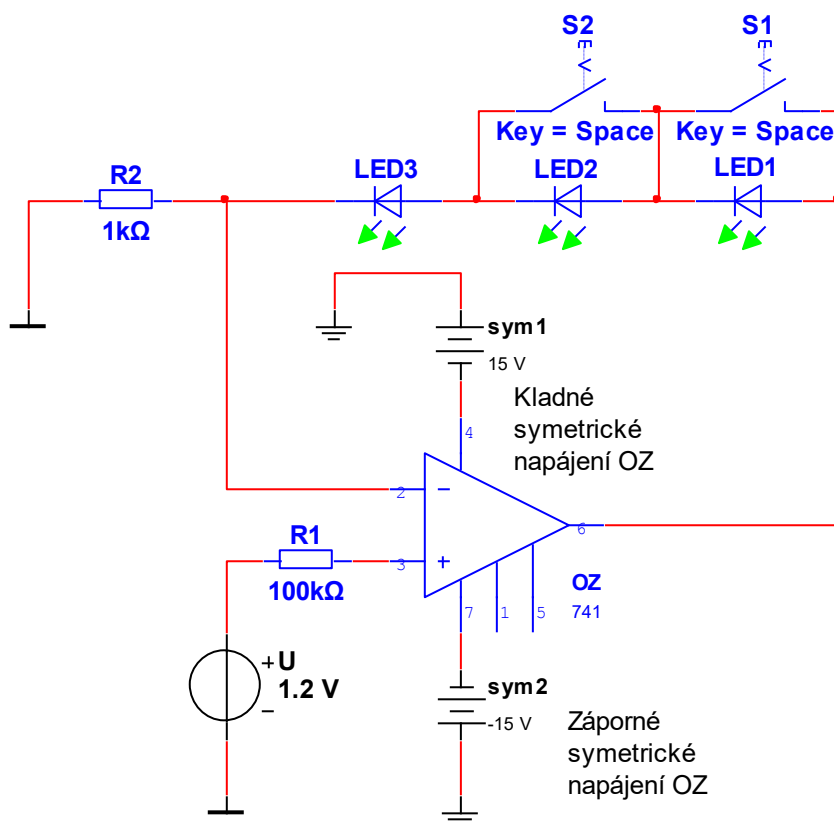 S2
S1
Key = Space
Key = Space
LED3
LED2
LED1
R2
1kΩ
sym1
15 V
Kladné
symetrické
napájení OZ
4
2
6
R1
3
100kΩ
OZ
741
7
1
5
U
1.2 V
sym2
-15 V
Záporné
symetrické
napájení OZ